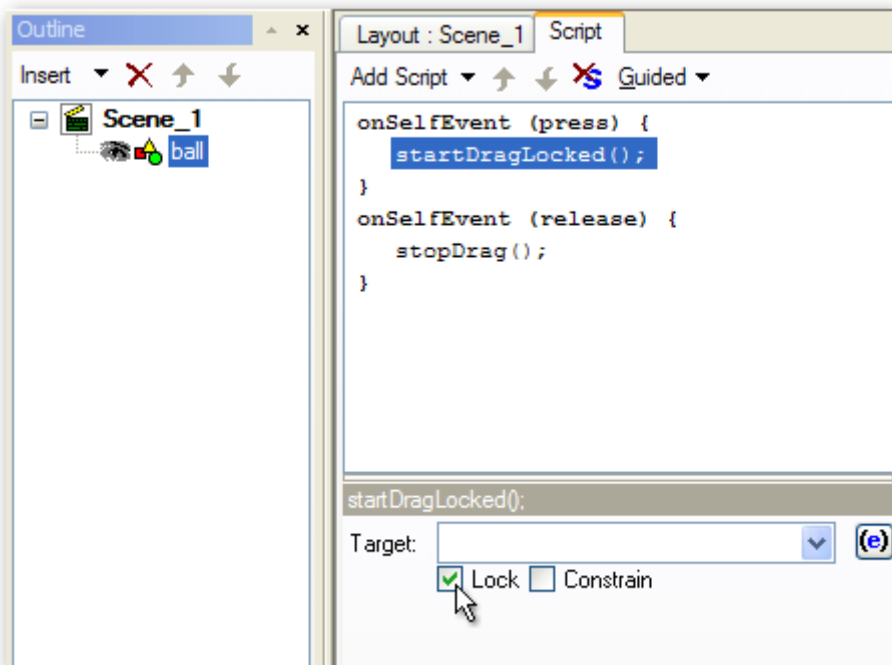 Outline
Insert
Scene_1
ball
Layout : Scene_1 Script
Add Script Guided
onSelfEvent (press) {
startDragLocked();
}
onSelfEvent (release) {
stopDrag();
}
startDragLocked();
Target: (e)
Lock Constrain